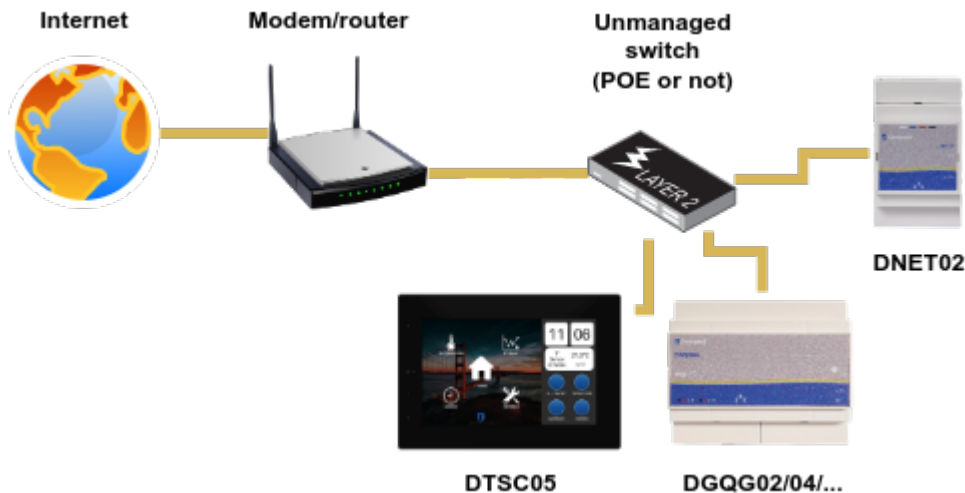 Internet
Modem/router
Unmanaged
switch
(POE or not)
LAYER 2
DNET02
11 06
DTSC05
DGQG02/04/...